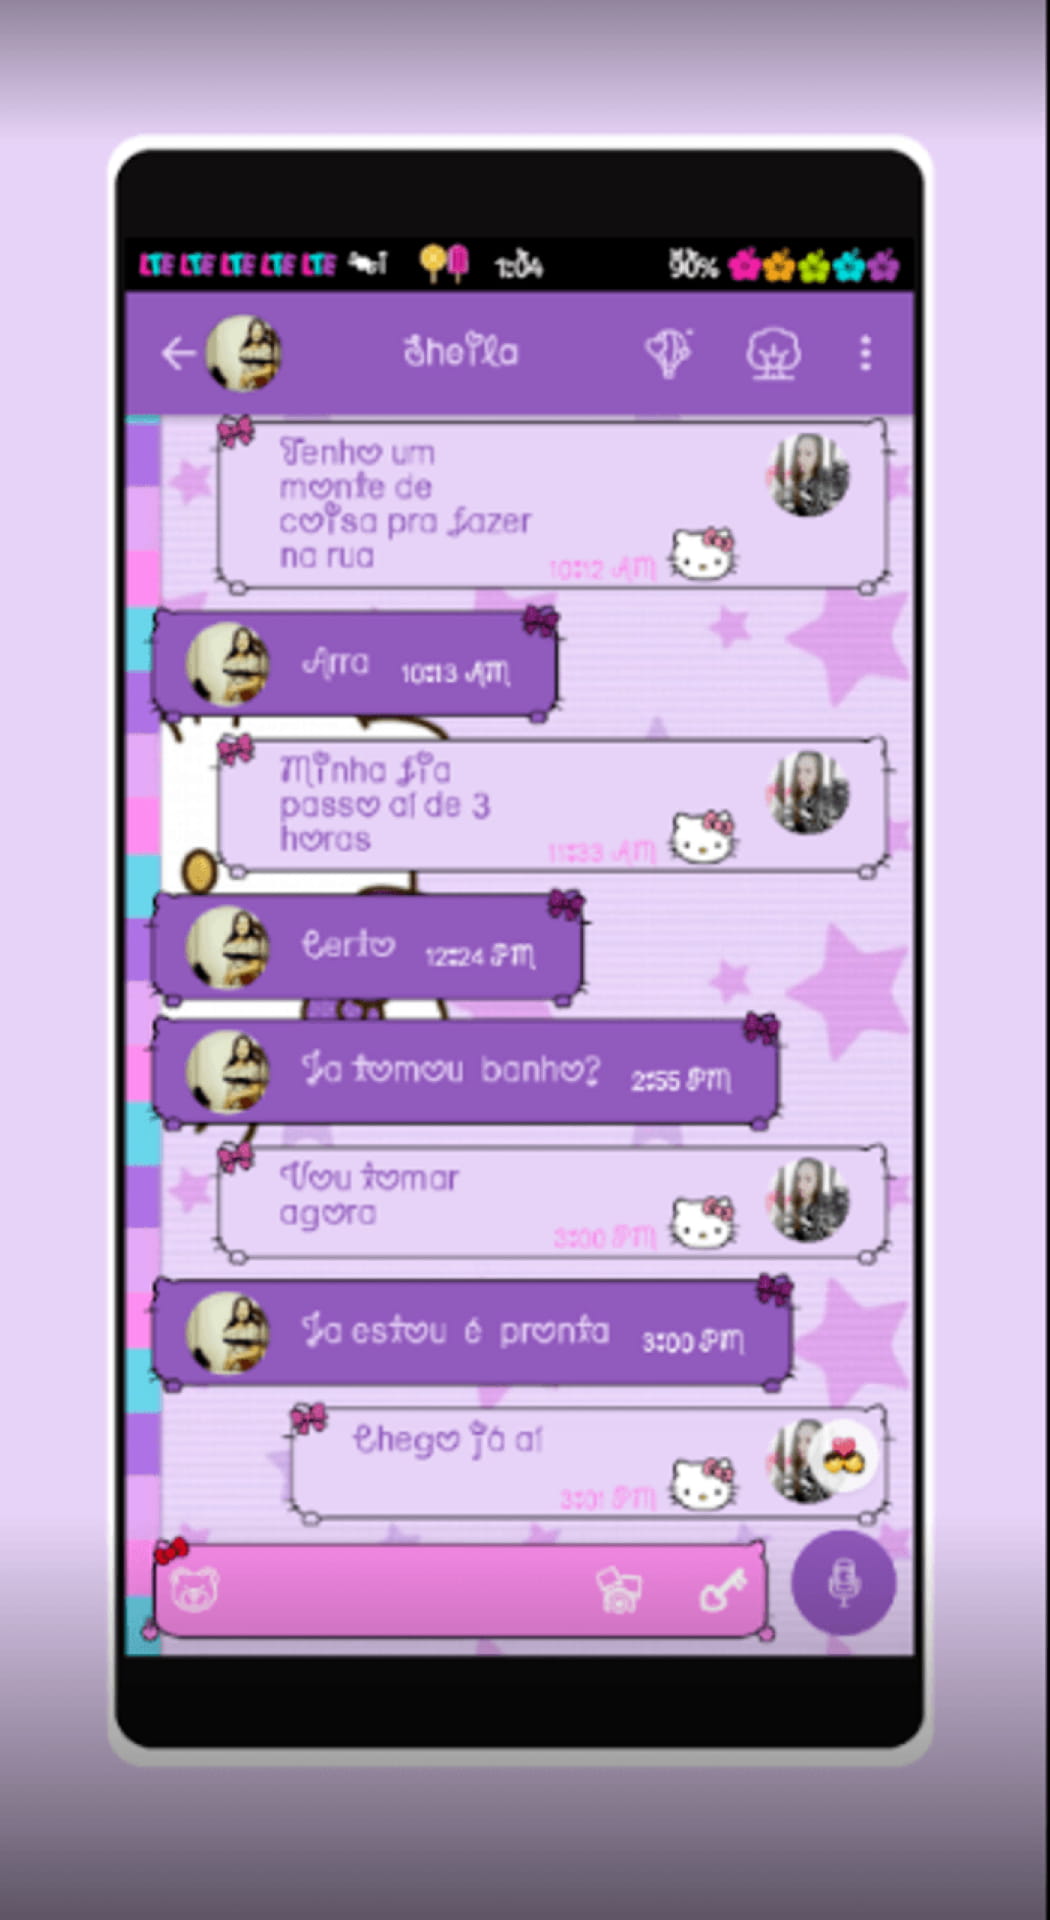 LTE LTE LTE LTE LTE 1:04 90%
Sheila
Tenho um
monte de
coisa pra fazer
na rua
10:12 AM
Arra 10:13 AM
Minha fia
passo aí de 3
horas
11:33 AM
Certo 12:24 PM
Ja tomou banho? 2:55 PM
Vou tomar
agora
3:00 PM
Ja estou é pronta 3:00 PM
Chego já aí
3:01 PM